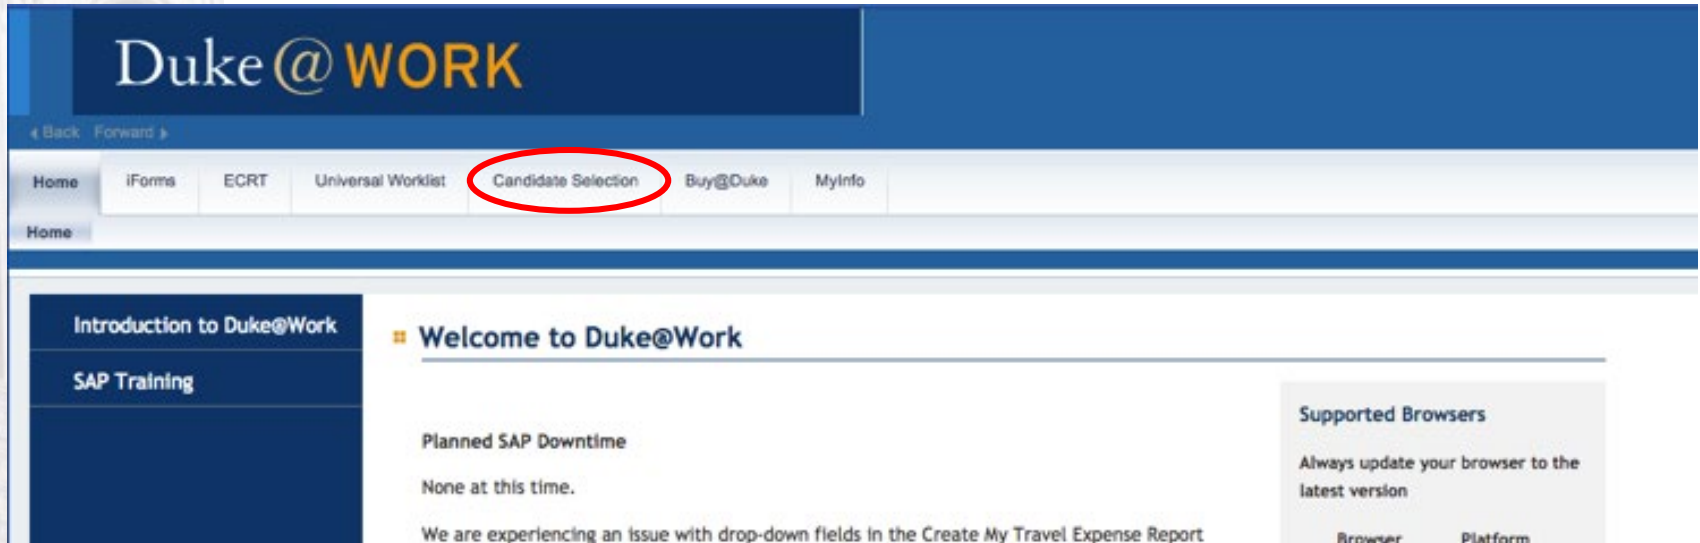 Duke@WORK
Back Forward
Home iForms ECRT Universal Worklist Candidate Selection Buy@Duke MyInfo
Home
Introduction to Duke@Work
SAP Training
Welcome to Duke@Work
Planned SAP Downtime
None at this time.
We are experiencing an issue with drop-down fields in the Create My Travel Expense Report
Supported Browsers
Always update your browser to the
latest version
Browser Platform